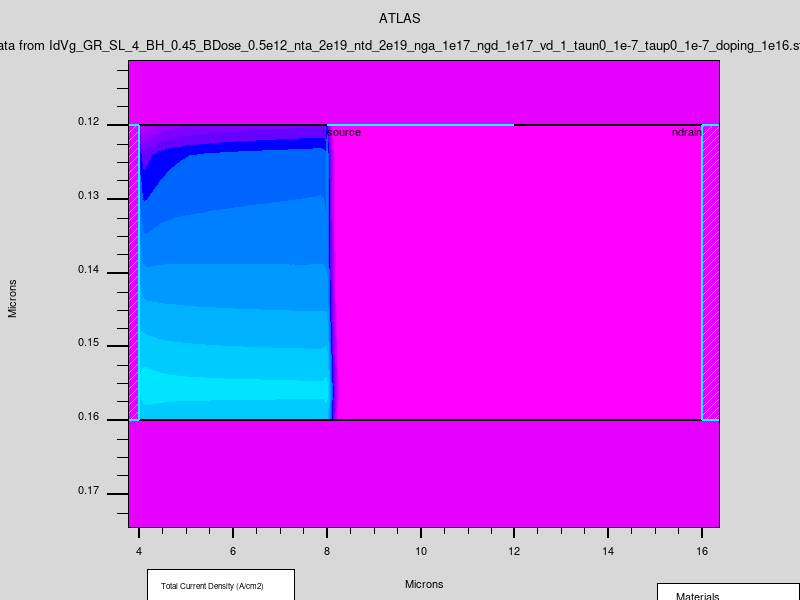 ATLAS
ata from IdVg_GR_SL_4_BH_0.45_BDose_0.5e12_nta_2e19_ntd_2e19_nga_1e17_ngd_1e17_vd_1_taun0_1e-7_taup0_1e-7_doping_1e16.s
0.12
source
ndrain
0.13
0.14
Microns
0.15
0.16
0.17
4 6 8 10 12 14 16
Total Current Density (A/cm2)
Microns
Materials